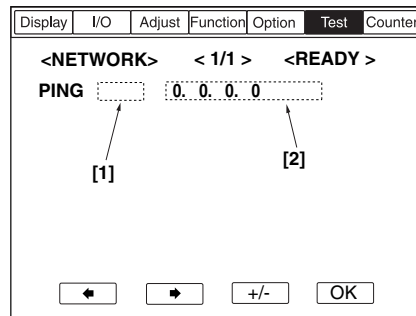 Display I/O Adjust Function Option Test Counter
<NETWORK> < 1/1 > <READY >
PING 0. 0. 0. 0
[1] [2]
+/- OK